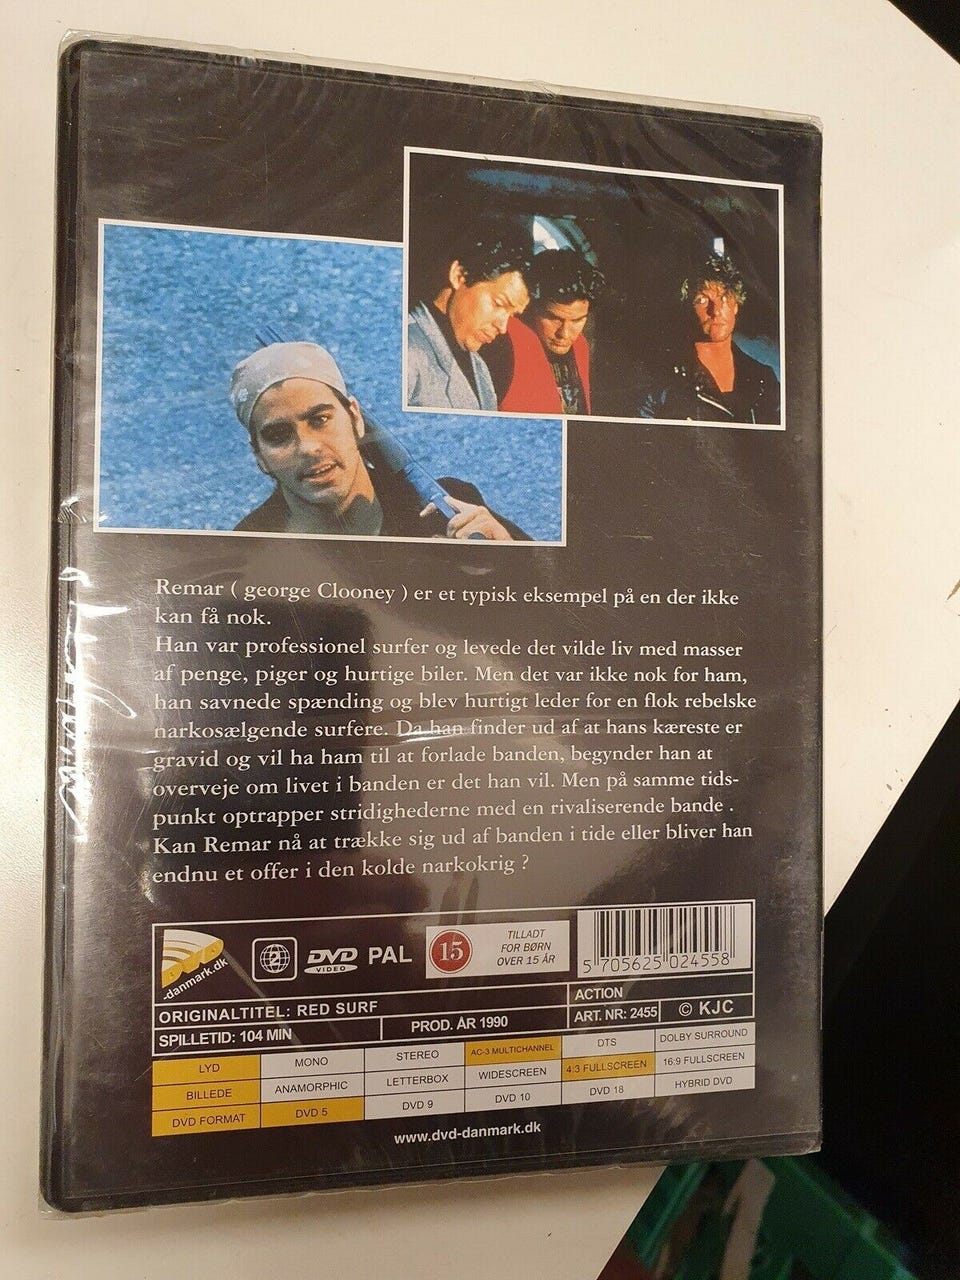 Remar ( george Clooney ) er et typisk eksempel på en der ikke
kan få nok.
Han var professionel surfer og levede det vilde liv med masser
af penge, piger og hurtige biler. Men det var ikke nok for ham,
han savnede spænding og blev hurtigt leder for en flok rebelske
narkosælgende surfere. Da han finder ud af at hans kæreste er
gravid og vil ha ham til at forlade banden, begynder han at
overveje om livet i banden er det han vil. Men på samme tids-
punkt optrapper stridighederne med en rivaliserende bande .
Kan Remar nå at trække sig ud af banden i tide eller bliver han
endnu et offer i den kolde narkokrig ?
DVD
-danmark.dk
2
DVD
VIDEO
PAL
15
TILLADT
FOR BØRN
OVER 15 ÅR
5 705625 024558
ORIGINALTITEL: RED SURF
ACTION
SPILLETID: 104 MIN
PROD. ÅR 1990
ART. NR: 2455
© KJC
LYD MONO STEREO AC-3 MULTICHANNEL DTS DOLBY SURROUND
BILLEDE ANAMORPHIC LETTERBOX WIDESCREEN 4:3 FULLSCREEN 16:9 FULLSCREEN
DVD FORMAT DVD 5 DVD 9 DVD 10 DVD 18 HYBRID DVD
www.dvd-danmark.dk